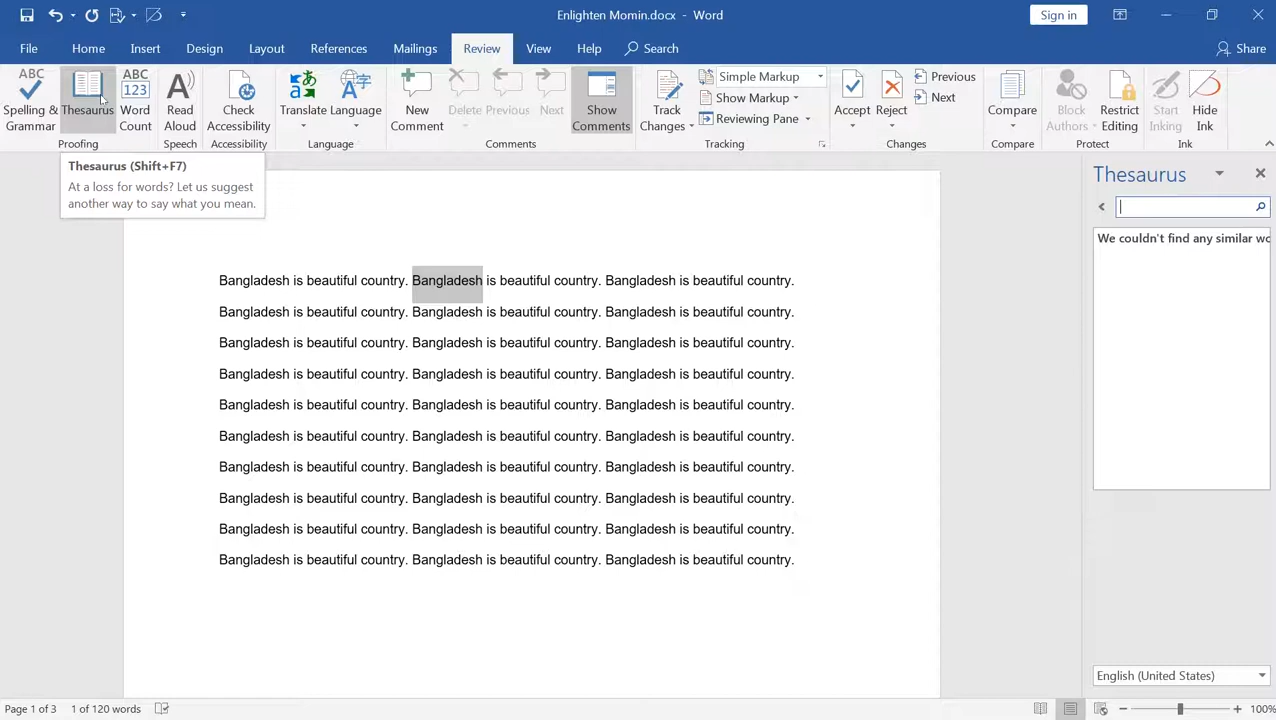 Enlighten Momin.docx - Word
Sign in
File Home Insert Design Layout References Mailings Review View Help Search Share
Spelling & Grammar
Thesaurus
Word Count
Read Aloud
Check Accessibility
Translate
Language
New Comment
Delete
Previous
Next
Show Comments
Track Changes
Simple Markup
Show Markup
Reviewing Pane
Accept
Reject
Previous
Next
Compare
Block Authors
Restrict Editing
Start Inking
Hide Ink
Proofing Speech Accessibility Language Comments Tracking Changes Compare Protect Ink
Thesaurus (Shift+F7)
At a loss for words? Let us suggest
another way to say what you mean.
Thesaurus
We couldn't find any similar wo
Bangladesh is beautiful country. Bangladesh is beautiful country. Bangladesh is beautiful country.
Bangladesh is beautiful country. Bangladesh is beautiful country. Bangladesh is beautiful country.
Bangladesh is beautiful country. Bangladesh is beautiful country. Bangladesh is beautiful country.
Bangladesh is beautiful country. Bangladesh is beautiful country. Bangladesh is beautiful country.
Bangladesh is beautiful country. Bangladesh is beautiful country. Bangladesh is beautiful country.
Bangladesh is beautiful country. Bangladesh is beautiful country. Bangladesh is beautiful country.
Bangladesh is beautiful country. Bangladesh is beautiful country. Bangladesh is beautiful country.
Bangladesh is beautiful country. Bangladesh is beautiful country. Bangladesh is beautiful country.
Bangladesh is beautiful country. Bangladesh is beautiful country. Bangladesh is beautiful country.
Bangladesh is beautiful country. Bangladesh is beautiful country. Bangladesh is beautiful country.
English (United States)
Page 1 of 3 1 of 120 words
100%